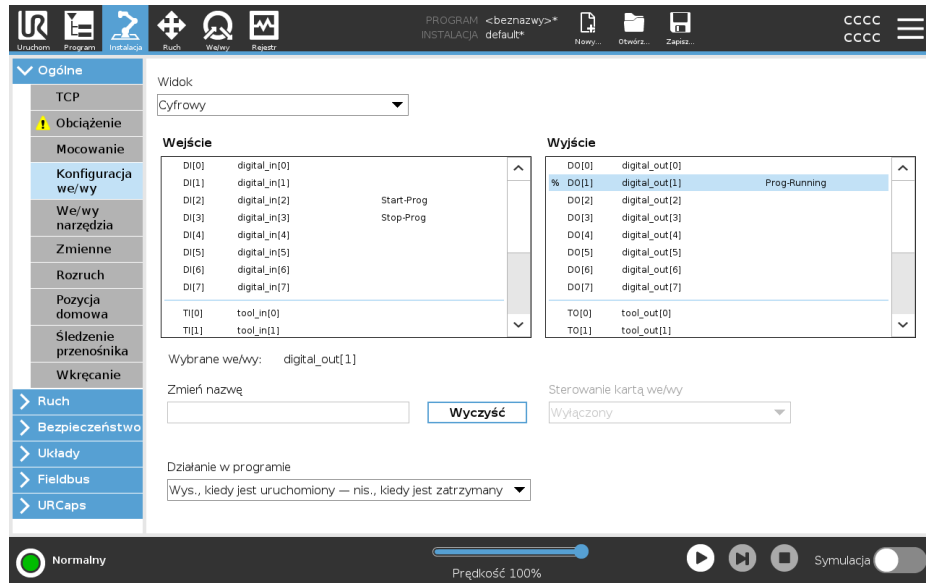 PROGRAM <beznazwy>*
INSTALACJA default*
Uruchom Program Instalacja Ruch We/wy Rejestr
Nowy... Otwórz... Zapisz...
CCCC
CCCC
Ogólne
TCP
Obciążenie
Mocowanie
Konfiguracja
we/wy
We/wy
narzędzia
Zmienne
Rozruch
Pozycja
domowa
Śledzenie
przenośnika
Wkręcanie
Ruch
Bezpieczeństwo
Układy
Fieldbus
URCaps
Widok
Cyfrowy
Wejście
DI[0] digital_in[0]
DI[1] digital_in[1]
DI[2] digital_in[2] Start-Prog
DI[3] digital_in[3] Stop-Prog
DI[4] digital_in[4]
DI[5] digital_in[5]
DI[6] digital_in[6]
DI[7] digital_in[7]
TI[0] tool_in[0]
TI[1] tool_in[1]
Wyjście
DO[0] digital_out[0]
% DO[1] digital_out[1] Prog-Running
DO[2] digital_out[2]
DO[3] digital_out[3]
DO[4] digital_out[4]
DO[5] digital_out[5]
DO[6] digital_out[6]
DO[7] digital_out[7]
TO[0] tool_out[0]
TO[1] tool_out[1]
Wybrane we/wy: digital_out[1]
Zmień nazwę
Wyczyść
Sterowanie kartą we/wy
Wyłączony
Działanie w programie
Wys., kiedy jest uruchomiony — nis., kiedy jest zatrzymany
Normalny
Prędkość 100%
Symulacja